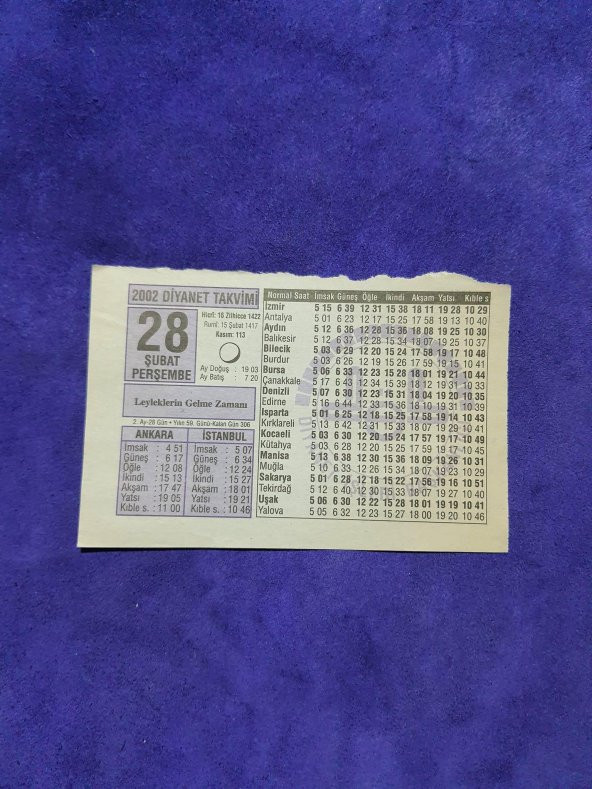 2002 DİYANET TAKVİMİ
28
ŞUBAT
PERŞEMBE
Hicri: 16 Zilhicce 1422
Rumî: 15 Şubat 1417
Kasım: 113
Ay Doğuş : 19 03
Ay Batış : 7 20
Leyleklerin Gelme Zamanı
2. Ay-28 Gün • Yılın 59. Günü-Kalan Gün 306
ANKARA
İmsak : 4 51
Güneş : 6 17
Öğle : 12 08
İkindi : 15 13
Akşam : 17 47
Yatsı : 19 05
Kıble s. : 11 00
İSTANBUL
İmsak : 5 07
Güneş : 6 34
Öğle : 12 24
İkindi : 15 27
Akşam : 18 01
Yatsı : 19 21
Kıble s. : 10 46
Normal Saat İmsak Güneş Öğle İkindi Akşam Yatsı Kıble s
İzmir 5 15 6 39 12 31 15 38 18 11 19 28 10 29
Antalya 5 01 6 23 12 17 15 25 17 58 19 13 10 40
Aydın 5 12 6 36 12 28 15 36 18 08 19 25 10 30
Balıkesir 5 12 6 37 12 28 15 34 18 07 19 25 10 37
Bilecik 5 03 6 29 12 20 15 24 17 58 19 17 10 48
Burdur 5 03 6 26 12 19 15 26 18 00 19 15 10 39
Bursa 5 06 6 33 12 23 15 28 18 01 19 21 10 44
Çanakkale 5 17 6 43 12 34 15 39 18 12 19 31 10 33
Denizli 5 07 6 30 12 23 15 31 18 04 19 20 10 35
Edirne 5 16 6 44 12 33 15 36 18 10 19 31 10 39
Isparta 5 01 6 25 12 18 15 25 17 58 19 14 10 43
Kırklareli 5 13 6 42 12 31 15 33 18 07 19 28 10 41
Kocaeli 5 03 6 30 12 20 15 24 17 57 19 17 10 49
Kütahya 5 03 6 28 12 20 15 25 17 59 19 17 10 45
Manisa 5 13 6 38 12 30 15 36 18 09 19 26 10 31
Muğla 5 10 6 33 12 26 15 34 18 07 19 23 10 29
Sakarya 5 01 6 28 12 18 15 22 17 56 19 16 10 51
Tekirdağ 5 12 6 40 12 30 15 33 18 06 19 27 10 40
Uşak 5 06 6 30 12 22 15 28 18 01 19 19 10 41
Yalova 5 05 6 32 12 23 15 27 18 00 19 20 10 46